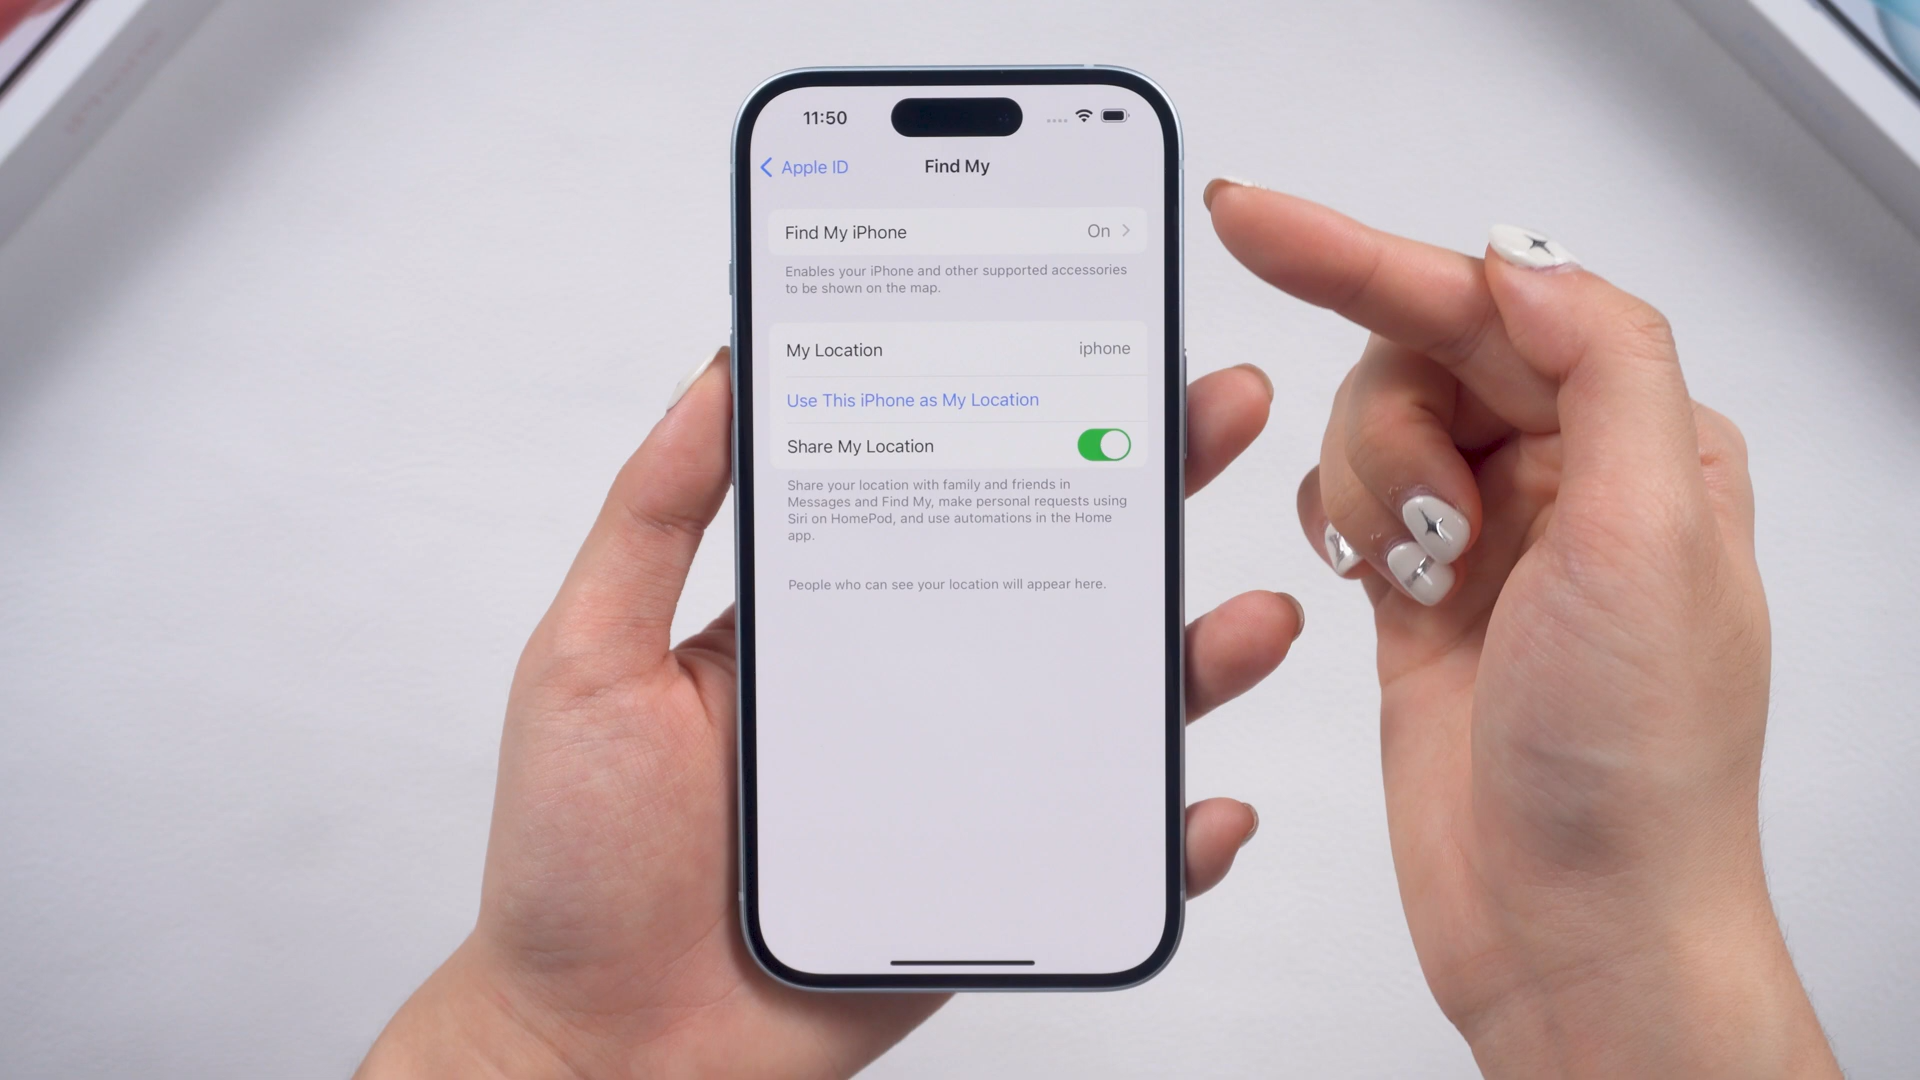 11:50
Apple ID
Find My
Find My iPhone On
Enables your iPhone and other supported accessories
to be shown on the map.
My Location iphone
Use This iPhone as My Location
Share My Location
Share your location with family and friends in
Messages and Find My, make personal requests using
Siri on HomePod, and use automations in the Home
app.
People who can see your location will appear here.